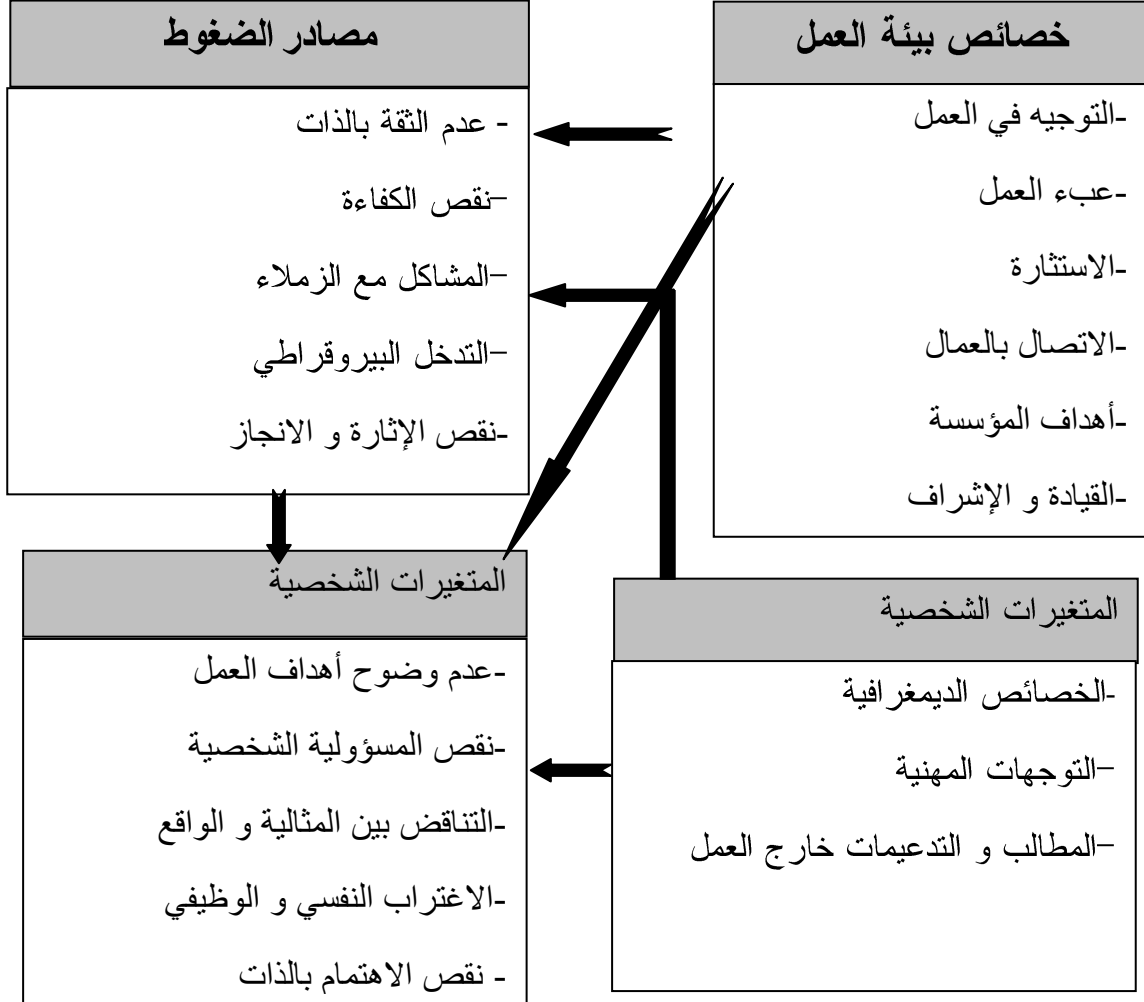 خصائص بيئة العمل
-التوجيه في العمل
-عبء العمل
-الاستثارة
-الاتصال بالعمال
-أهداف المؤسسة
-القيادة و الإشراف
مصادر الضغوط
- عدم الثقة بالذات
–نقص الكفاءة
–المشاكل مع الزملاء
–التدخل البيروقراطي
-نقص الإثارة و الانجاز
المتغيرات الشخصية
-الخصائص الديمغرافية
–التوجهات المهنية
–المطالب و التدعيمات خارج العمل
المتغيرات الشخصية
-عدم وضوح أهداف العمل
-نقص المسؤولية الشخصية
-التناقض بين المثالية و الواقع
-الاغتراب النفسي و الوظيفي
- نقص الاهتمام بالذات